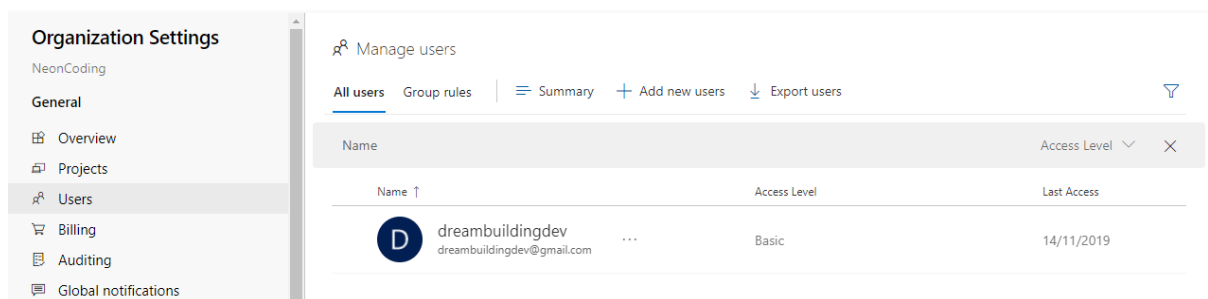 Organization Settings
NeonCoding
General
Overview
Projects
Users
Billing
Auditing
Global notifications
Manage users
All users Group rules Summary Add new users Export users
Name Access Level
Name ↑ Access Level Last Access
D dreambuildingdev ... Basic 14/11/2019
dreambuildingdev@gmail.com